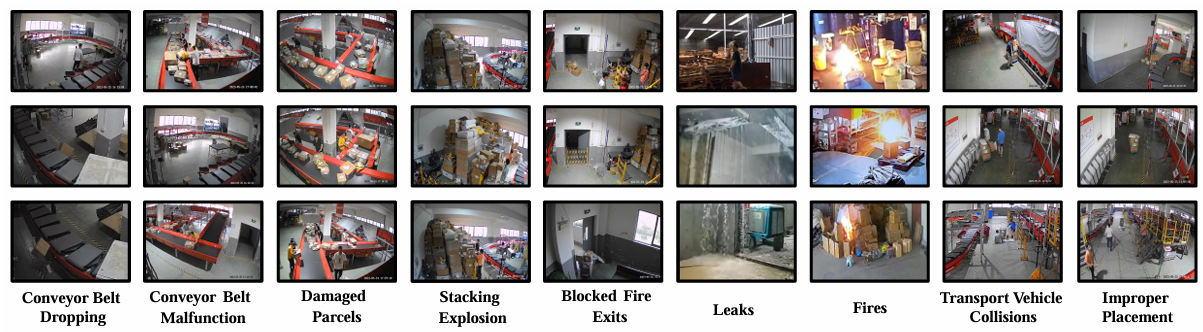 Conveyor Belt
Dropping
Conveyor Belt
Malfunction
Damaged
Parcels
Stacking
Explosion
Blocked Fire
Exits
Leaks
Fires
Transport Vehicle
Collisions
Improper
Placement